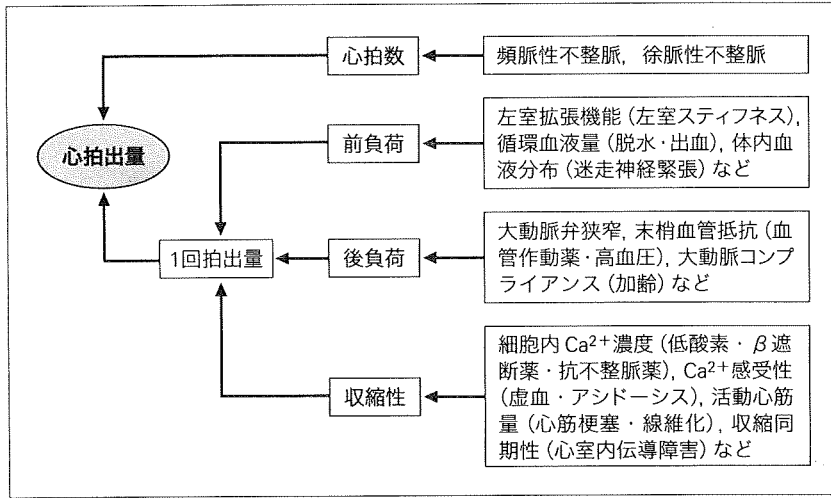 心拍数
頻脈性不整脈，徐脈性不整脈
心拍出量
前負荷
左室拡張機能（左室スティフネス），
循環血液量（脱水・出血），体内血
液分布（迷走神経緊張）など
1回拍出量
後負荷
大動脈弁狭窄，末梢血管抵抗（血
管作動薬・高血圧），大動脈コンプ
ライアンス（加齢）など
収縮性
細胞内 Ca²⁺濃度（低酸素・β遮
断薬・抗不整脈薬），Ca²⁺感受性
（虚血・アシドーシス），活動心筋
量（心筋梗塞・線維化），収縮同
期性（心室内伝導障害）など